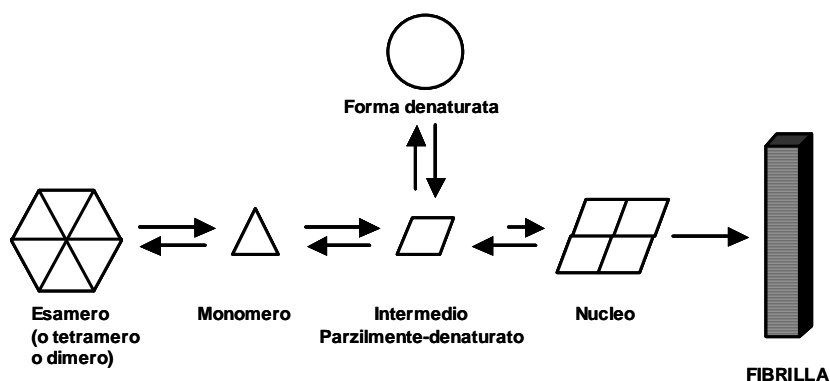 Forma denaturata
Esamero
(o tetramero
o dimero)
Monomero
Intermedio
Parzilmente-denaturato
Nucleo
FIBRILLA